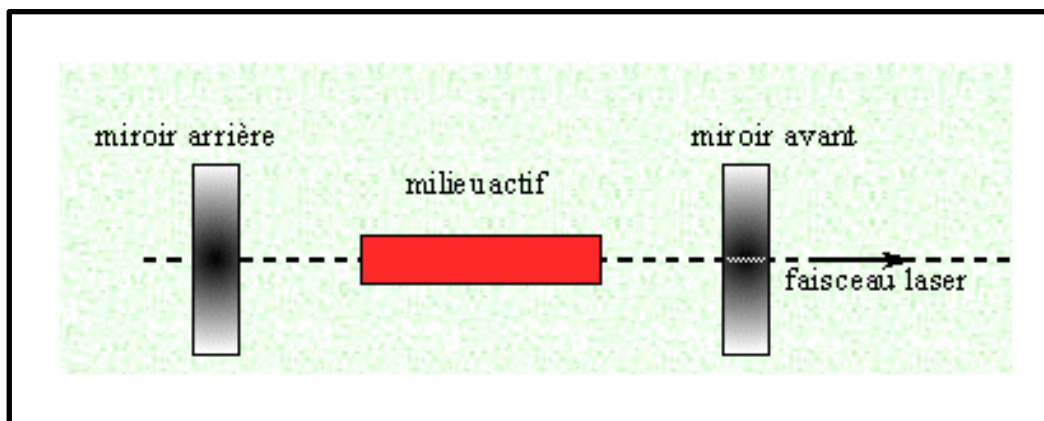 miroir arrière
miroir avant
milieu actif
faisceau laser